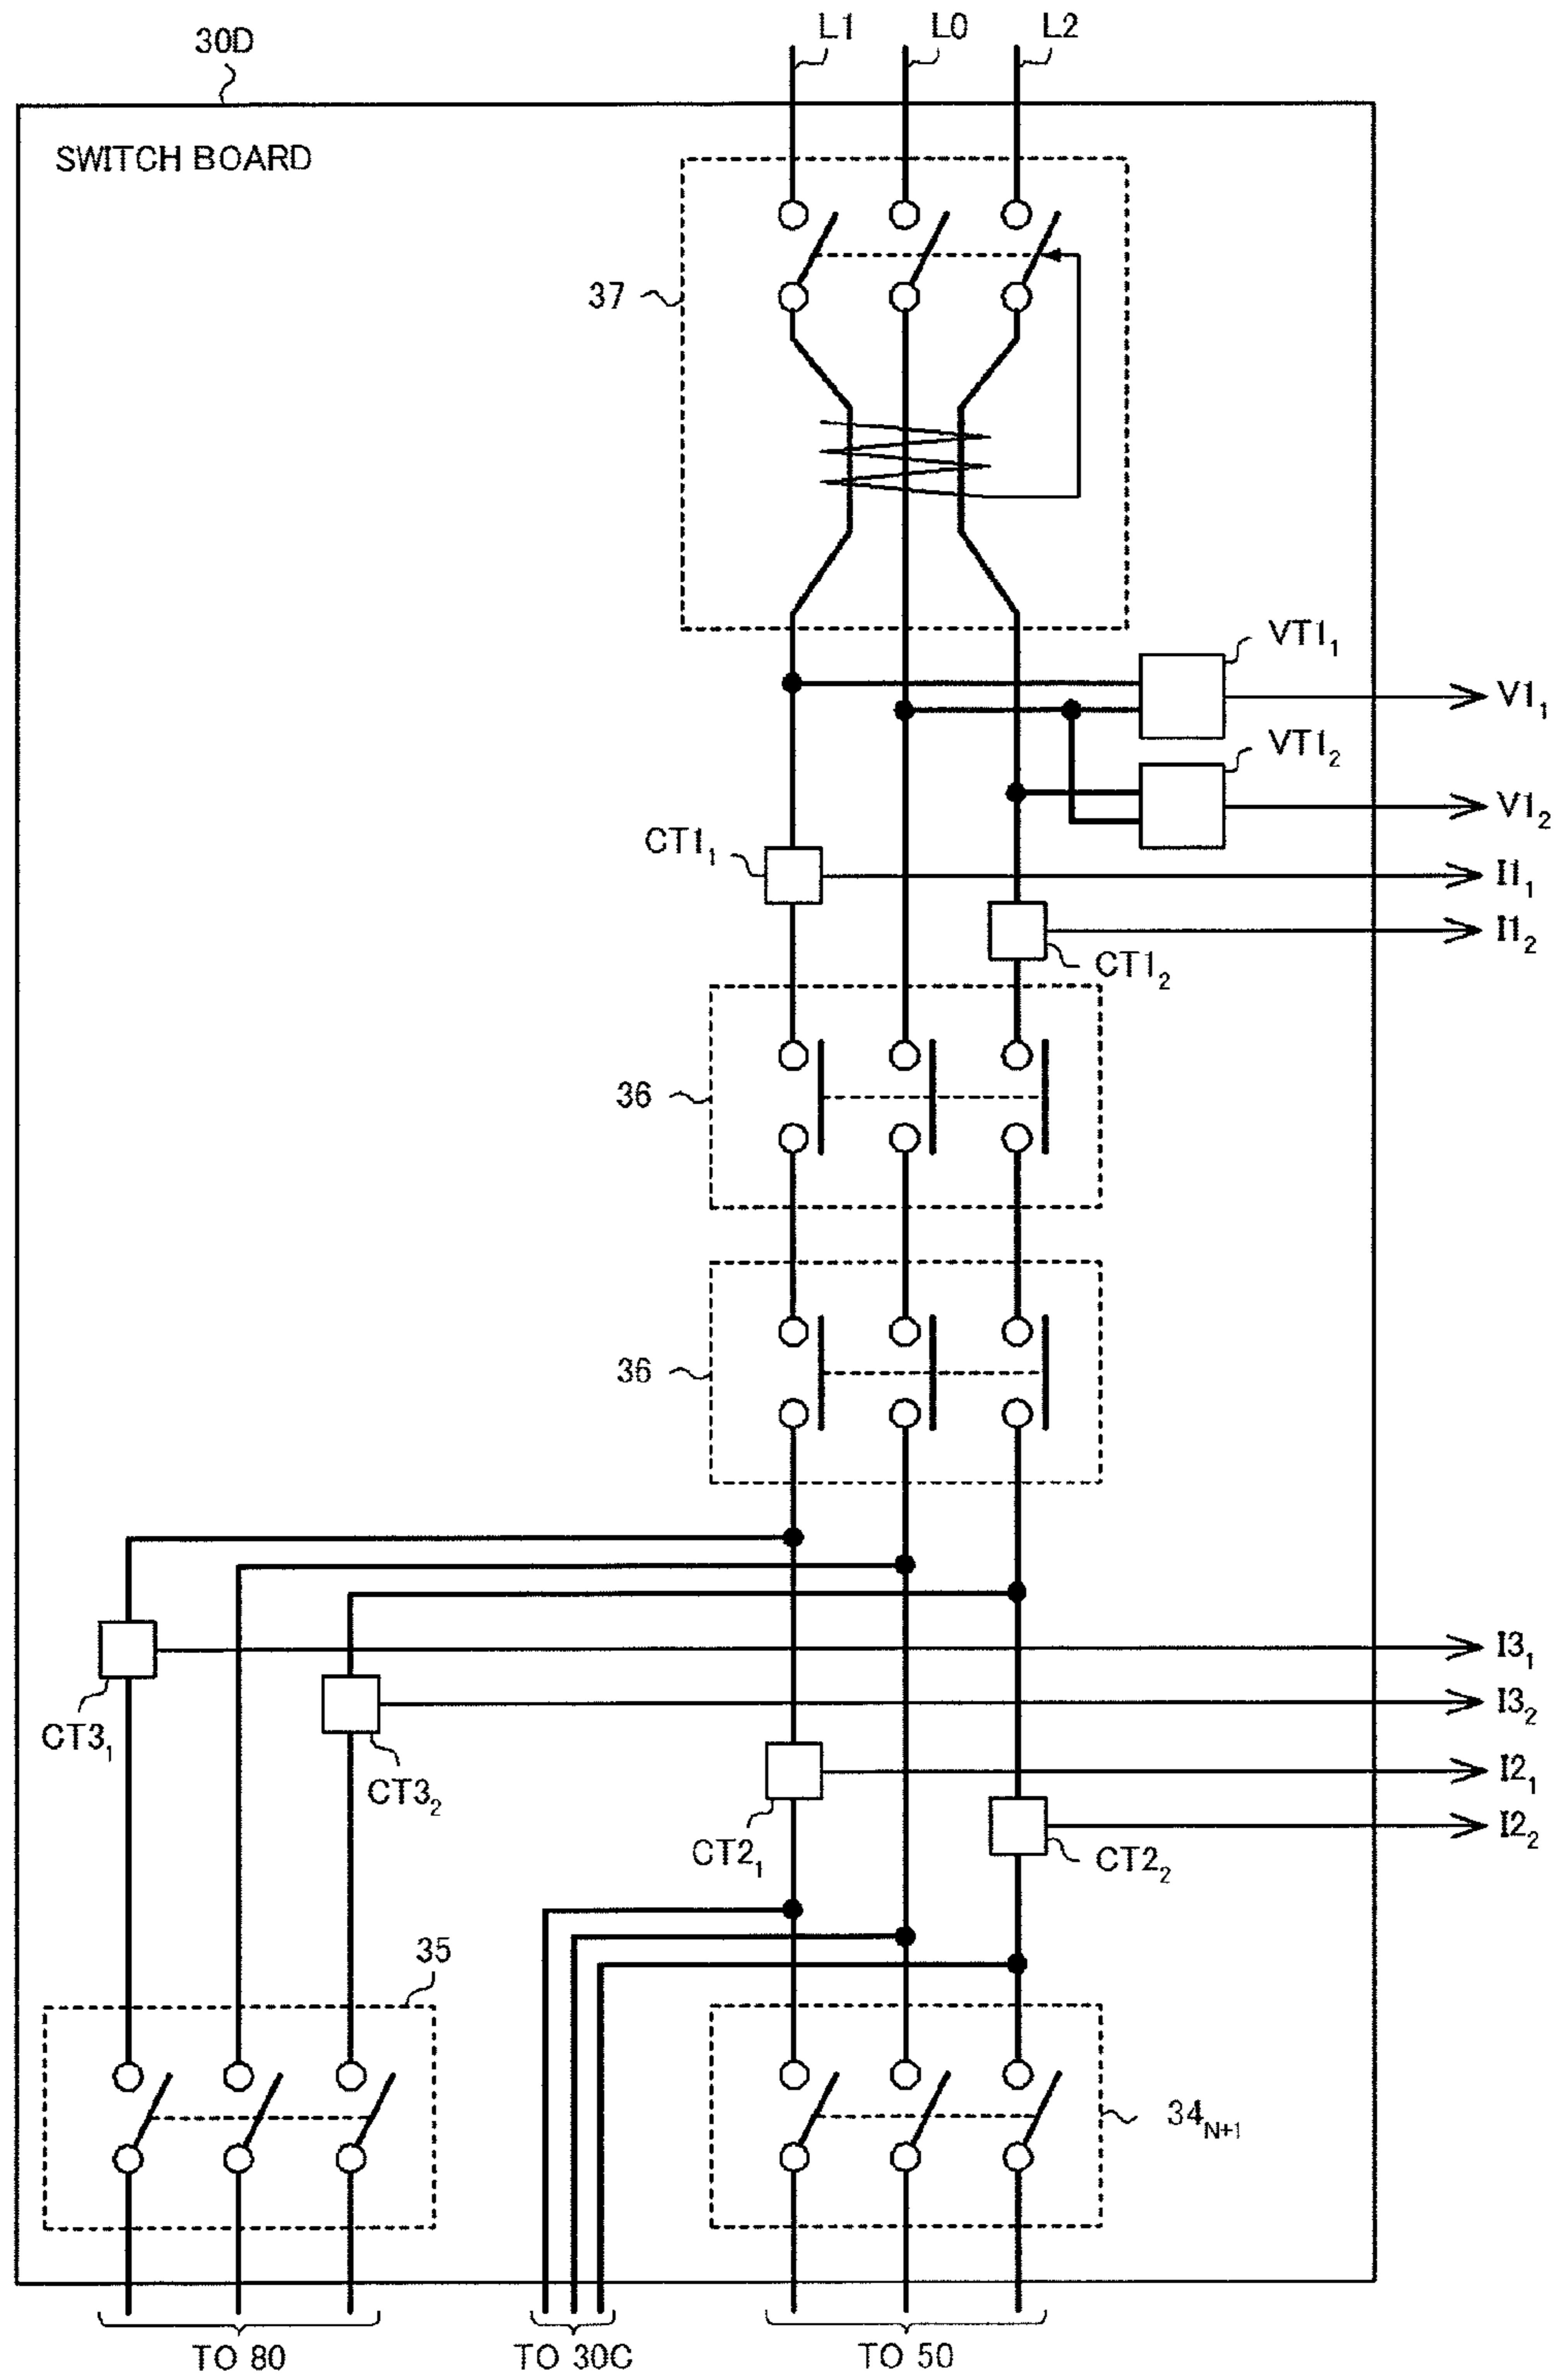 30D
L1
L0
L2
SWITCH BOARD
37
VT1₁
V1₁
VT1₂
V1₂
CT1₁
I1₁
I1₂
CT1₂
36
36
I3₁
I3₂
CT3₁
CT3₂
I2₁
I2₂
CT2₁
CT2₂
35
34N+1
TO 80
TO 30C
TO 50